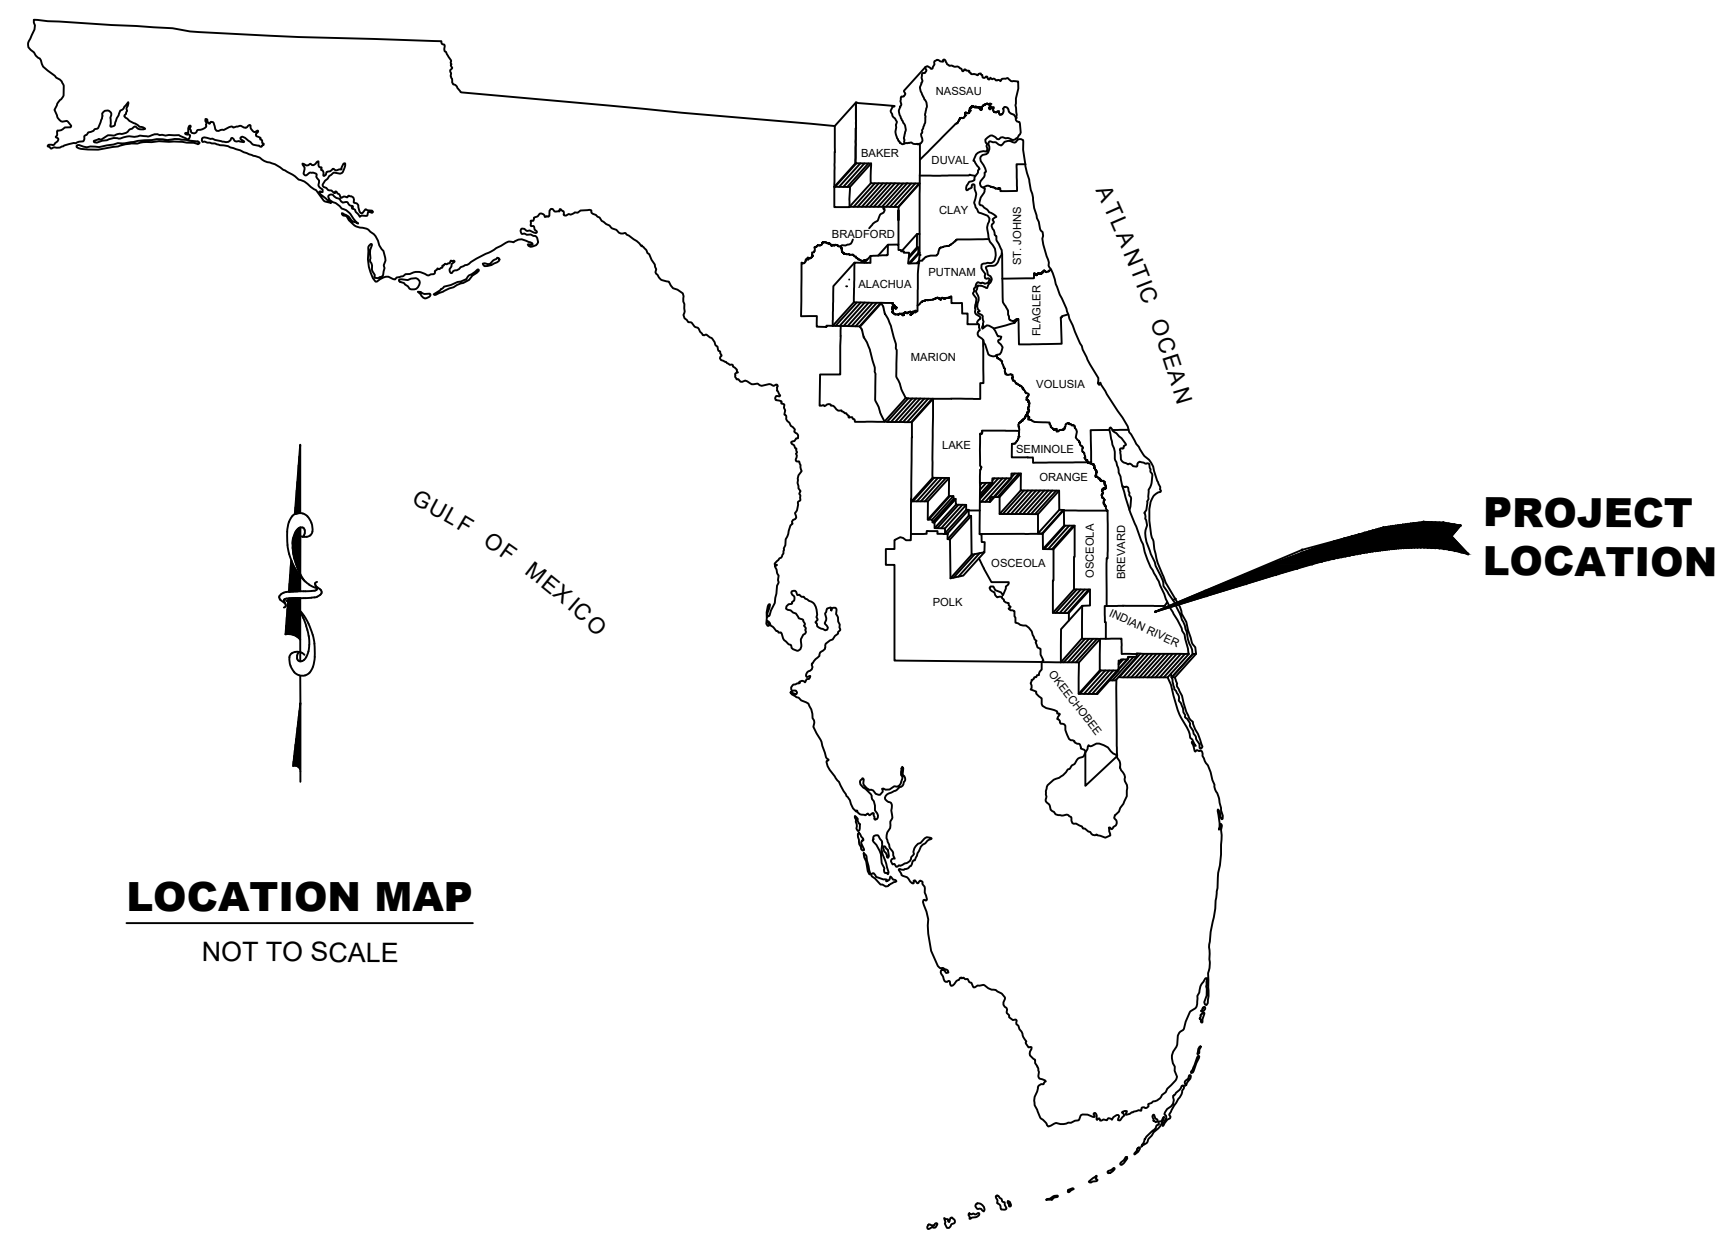 NASSAU
BAKER
DUVAL
CLAY
ST. JOHNS
BRADFORD
PUTNAM
ALACHUA
FLAGLER
MARION
VOLUSIA
LAKE
SEMINOLE
ORANGE
OSCEOLA
BREVARD
OSCEOLA
POLK
INDIAN RIVER
OKEECHOBEE
ATLANTIC OCEAN
GULF OF MEXICO
PROJECT
LOCATION
LOCATION MAP
NOT TO SCALE